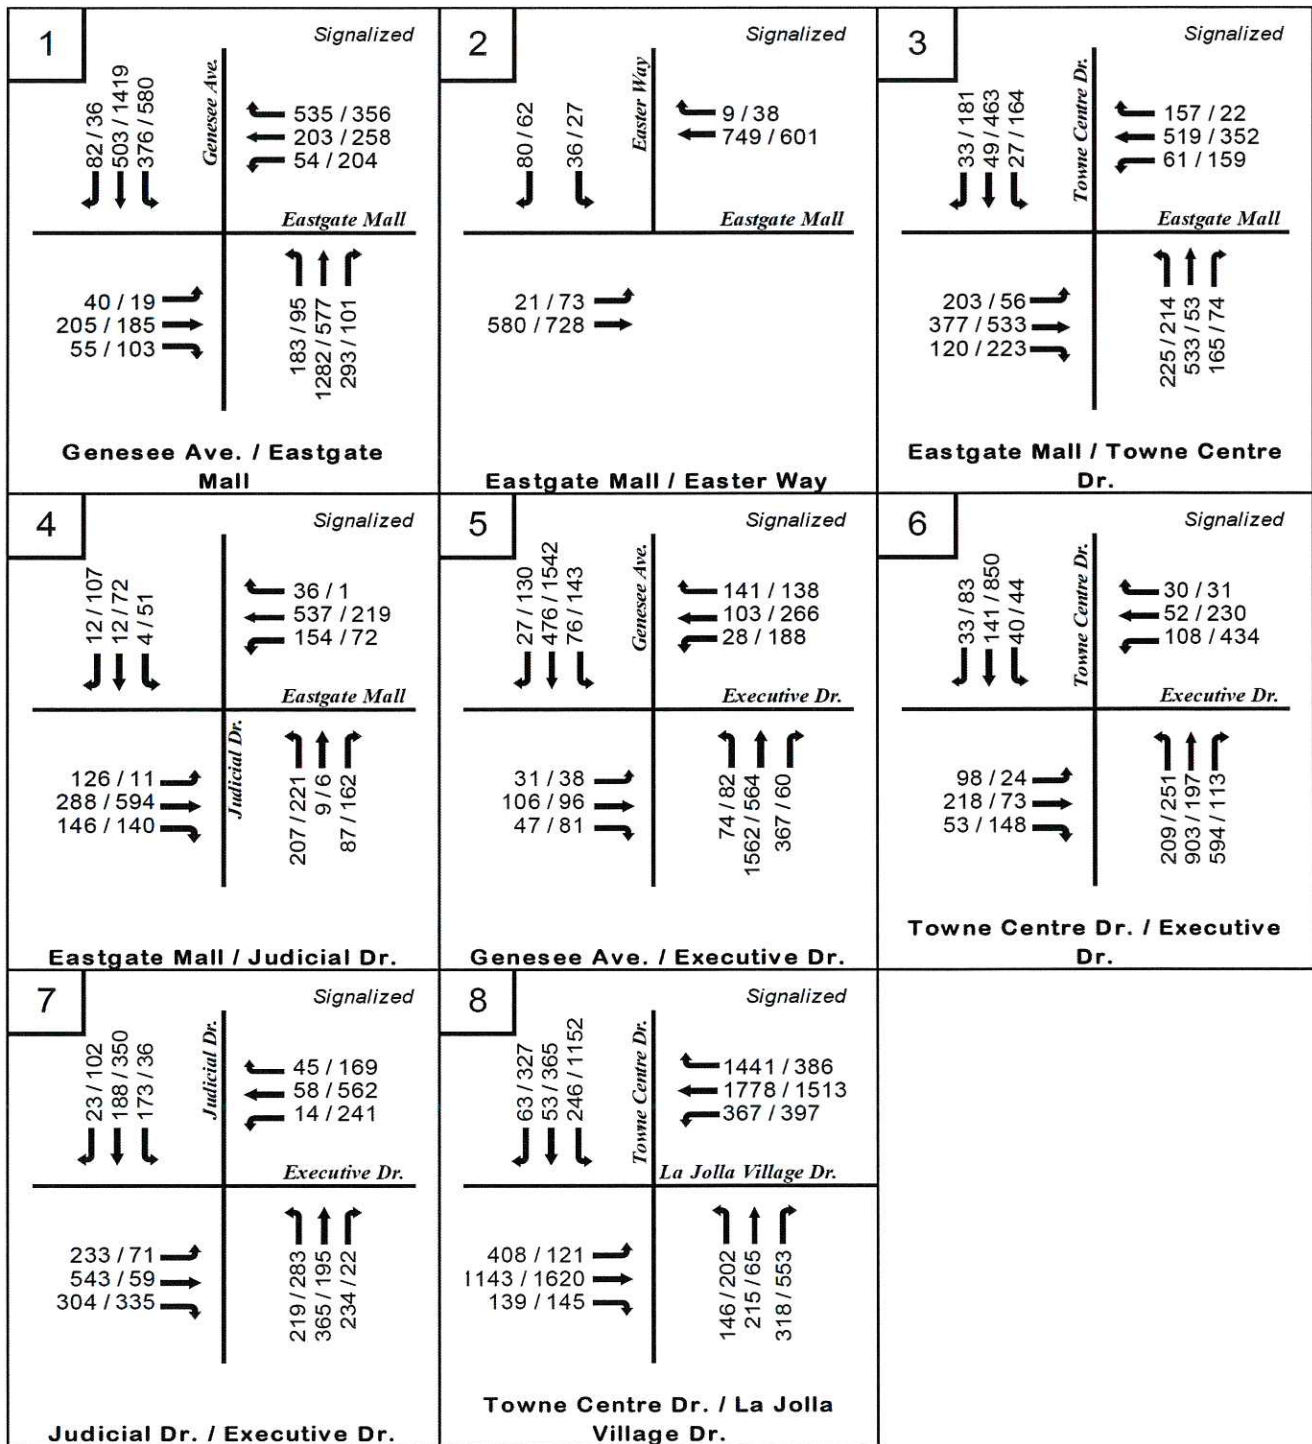 1
Signalized
82 / 36
503 / 1419
376 / 580
Genesee Ave.
535 / 356
203 / 258
54 / 204
Eastgate Mall
40 / 19
205 / 185
55 / 103
183 / 95
1282 / 577
293 / 101
Genesee Ave. / Eastgate
Mall
2
Signalized
80 / 62
36 / 27
Easter Way
9 / 38
749 / 601
Eastgate Mall
21 / 73
580 / 728
Eastgate Mall / Easter Way
3
Signalized
33 / 181
49 / 463
27 / 164
Towne Centre Dr.
157 / 22
519 / 352
61 / 159
Eastgate Mall
203 / 56
377 / 533
120 / 223
225 / 214
533 / 53
165 / 74
Eastgate Mall / Towne Centre
Dr.
4
Signalized
12 / 107
12 / 72
4 / 51
36 / 1
537 / 219
154 / 72
Eastgate Mall
Judicial Dr.
126 / 11
288 / 594
146 / 140
207 / 221
9 / 6
87 / 162
Eastgate Mall / Judicial Dr.
5
Signalized
27 / 130
476 / 1542
76 / 143
Genesee Ave.
141 / 138
103 / 266
28 / 188
Executive Dr.
31 / 38
106 / 96
47 / 81
74 / 82
1562 / 564
367 / 60
Genesee Ave. / Executive Dr.
6
Signalized
33 / 83
141 / 850
40 / 44
Towne Centre Dr.
30 / 31
52 / 230
108 / 434
Executive Dr.
98 / 24
218 / 73
53 / 148
209 / 251
903 / 197
594 / 113
Towne Centre Dr. / Executive
Dr.
7
Signalized
23 / 102
188 / 350
173 / 36
Judicial Dr.
45 / 169
58 / 562
14 / 241
Executive Dr.
233 / 71
543 / 59
304 / 335
219 / 283
365 / 195
234 / 22
Judicial Dr. / Executive Dr.
8
Signalized
63 / 327
53 / 365
246 / 1152
Towne Centre Dr.
1441 / 386
1778 / 1513
367 / 397
La Jolla Village Dr.
408 / 121
1143 / 1620
139 / 145
146 / 202
215 / 65
318 / 553
Towne Centre Dr. / La Jolla
Village Dr.